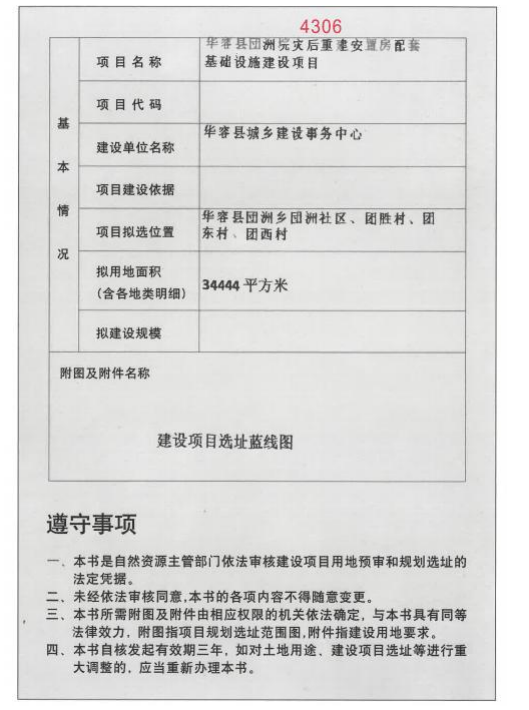 4306
基本情况
项目名称
华容县团洲垸灾后重建安置房配套
基础设施建设项目
项目代码
建设单位名称
华容县城乡建设事务中心
项目建设依据
项目拟选位置
华容县团洲乡团洲社区、团胜村、团
东村、团西村
拟用地面积
(含各地类明细)
34444 平方米
拟建设规模
附图及附件名称
建设项目选址蓝线图
遵守事项
一、本书是自然资源主管部门依法审核建设项目用地预审和规划选址的
法定凭据。
二、未经依法审核同意,本书的各项内容不得随意变更。
三、本书所需附图及附件由相应权限的机关依法确定，与本书具有同等
法律效力，附图指项目规划选址范围图,附件指建设用地要求。
四、本书自核发起有效期三年，如对土地用途、建设项目选址等进行重
大调整的，应当重新办理本书。